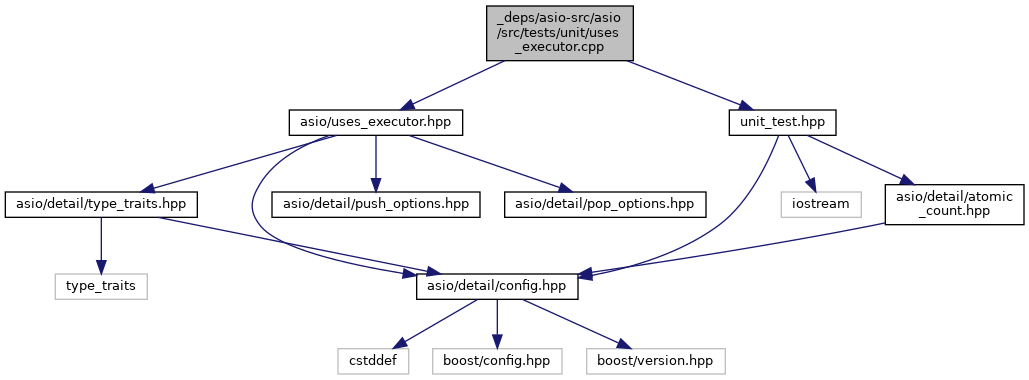 _deps/asio-src/asio
/src/tests/unit/uses
_executor.cpp
asio/uses_executor.hpp
unit_test.hpp
asio/detail/type_traits.hpp
asio/detail/push_options.hpp
asio/detail/pop_options.hpp
iostream
asio/detail/atomic
_count.hpp
type_traits
asio/detail/config.hpp
cstddef
boost/config.hpp
boost/version.hpp